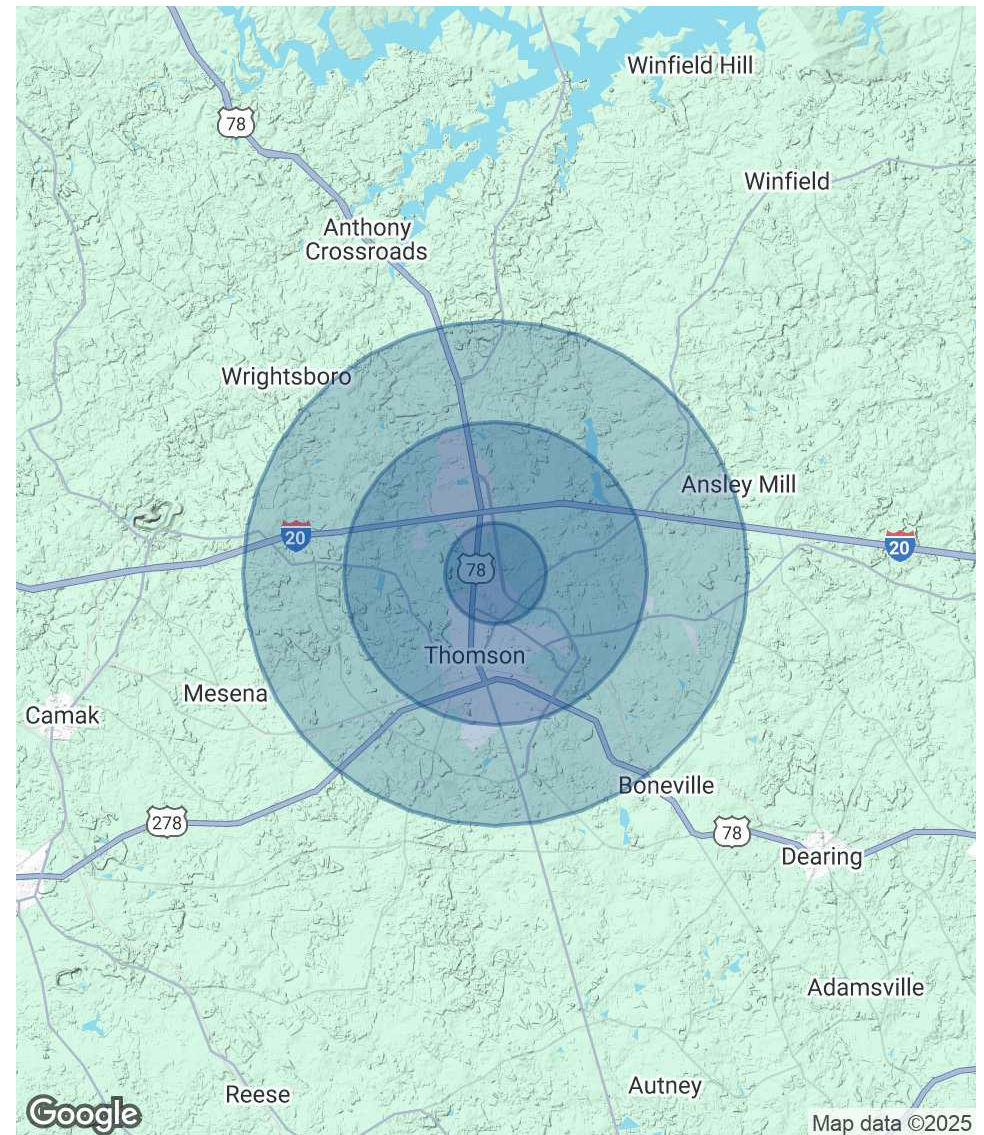 Winfield Hill
78
Winfield
Anthony
Crossroads
Wrightsboro
Ansley Mill
20
20
78
Thomson
Mesena
Camak
Boneville
278
78
Dearing
Adamsville
Autney
Reese
Google
Map data ©2025